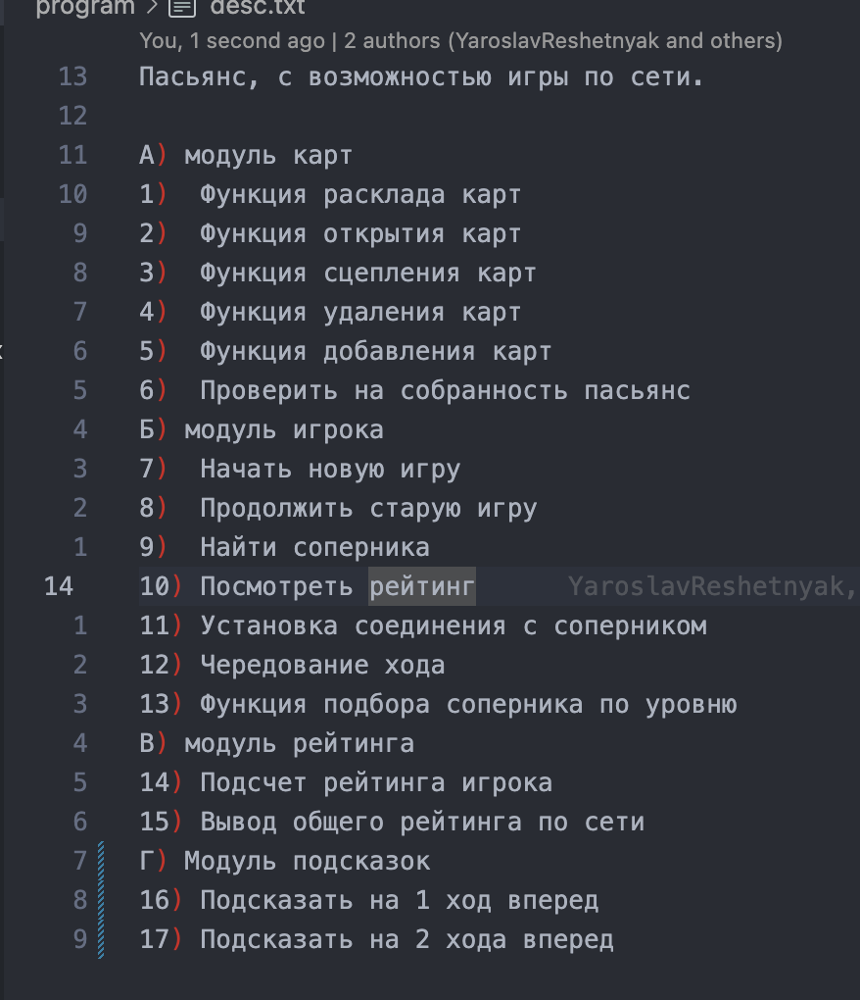 program > desc.txt
You, 1 second ago | 2 authors (YaroslavReshetnyak and others)
13 Пасьянс, с возможностью игры по сети.
12
11 А) модуль карт
10 1) Функция расклада карт
9 2) Функция открытия карт
8 3) Функция сцепления карт
7 4) Функция удаления карт
6 5) Функция добавления карт
5 6) Проверить на собранность пасьянс
4 Б) модуль игрока
3 7) Начать новую игру
2 8) Продолжить старую игру
1 9) Найти соперника
14 10) Посмотреть рейтинг YaroslavReshetnyak,
1 11) Установка соединения с соперником
2 12) Чередование хода
3 13) Функция подбора соперника по уровню
4 В) модуль рейтинга
5 14) Подсчет рейтинга игрока
6 15) Вывод общего рейтинга по сети
7 Г) Модуль подсказок
8 16) Подсказать на 1 ход вперед
9 17) Подсказать на 2 хода вперед